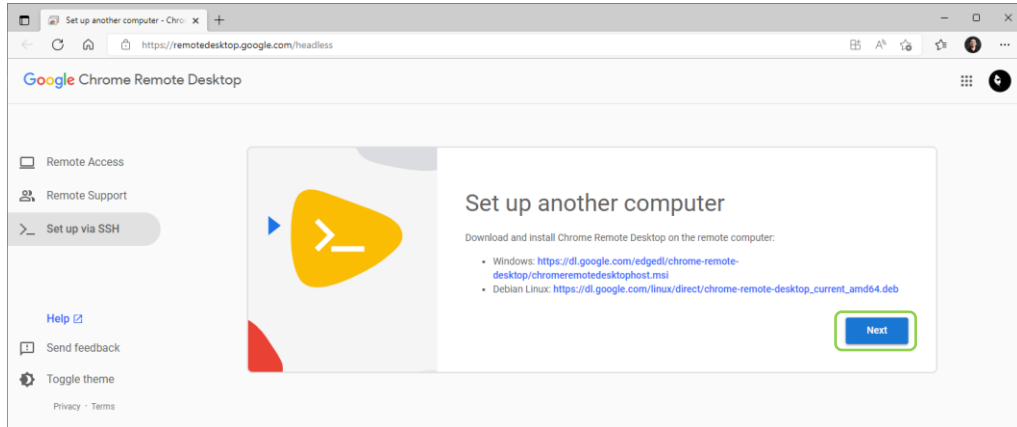 Set up another computer - Chro
https://remotedesktop.google.com/headless
Google Chrome Remote Desktop
Remote Access
Remote Support
Set up via SSH
Help
Send feedback
Toggle theme
Privacy · Terms
Set up another computer
Download and install Chrome Remote Desktop on the remote computer:
• Windows: https://dl.google.com/edgedl/chrome-remote-
desktop/chromeremotedesktophost.msi
• Debian Linux: https://dl.google.com/linux/direct/chrome-remote-desktop_current_amd64.deb
Next